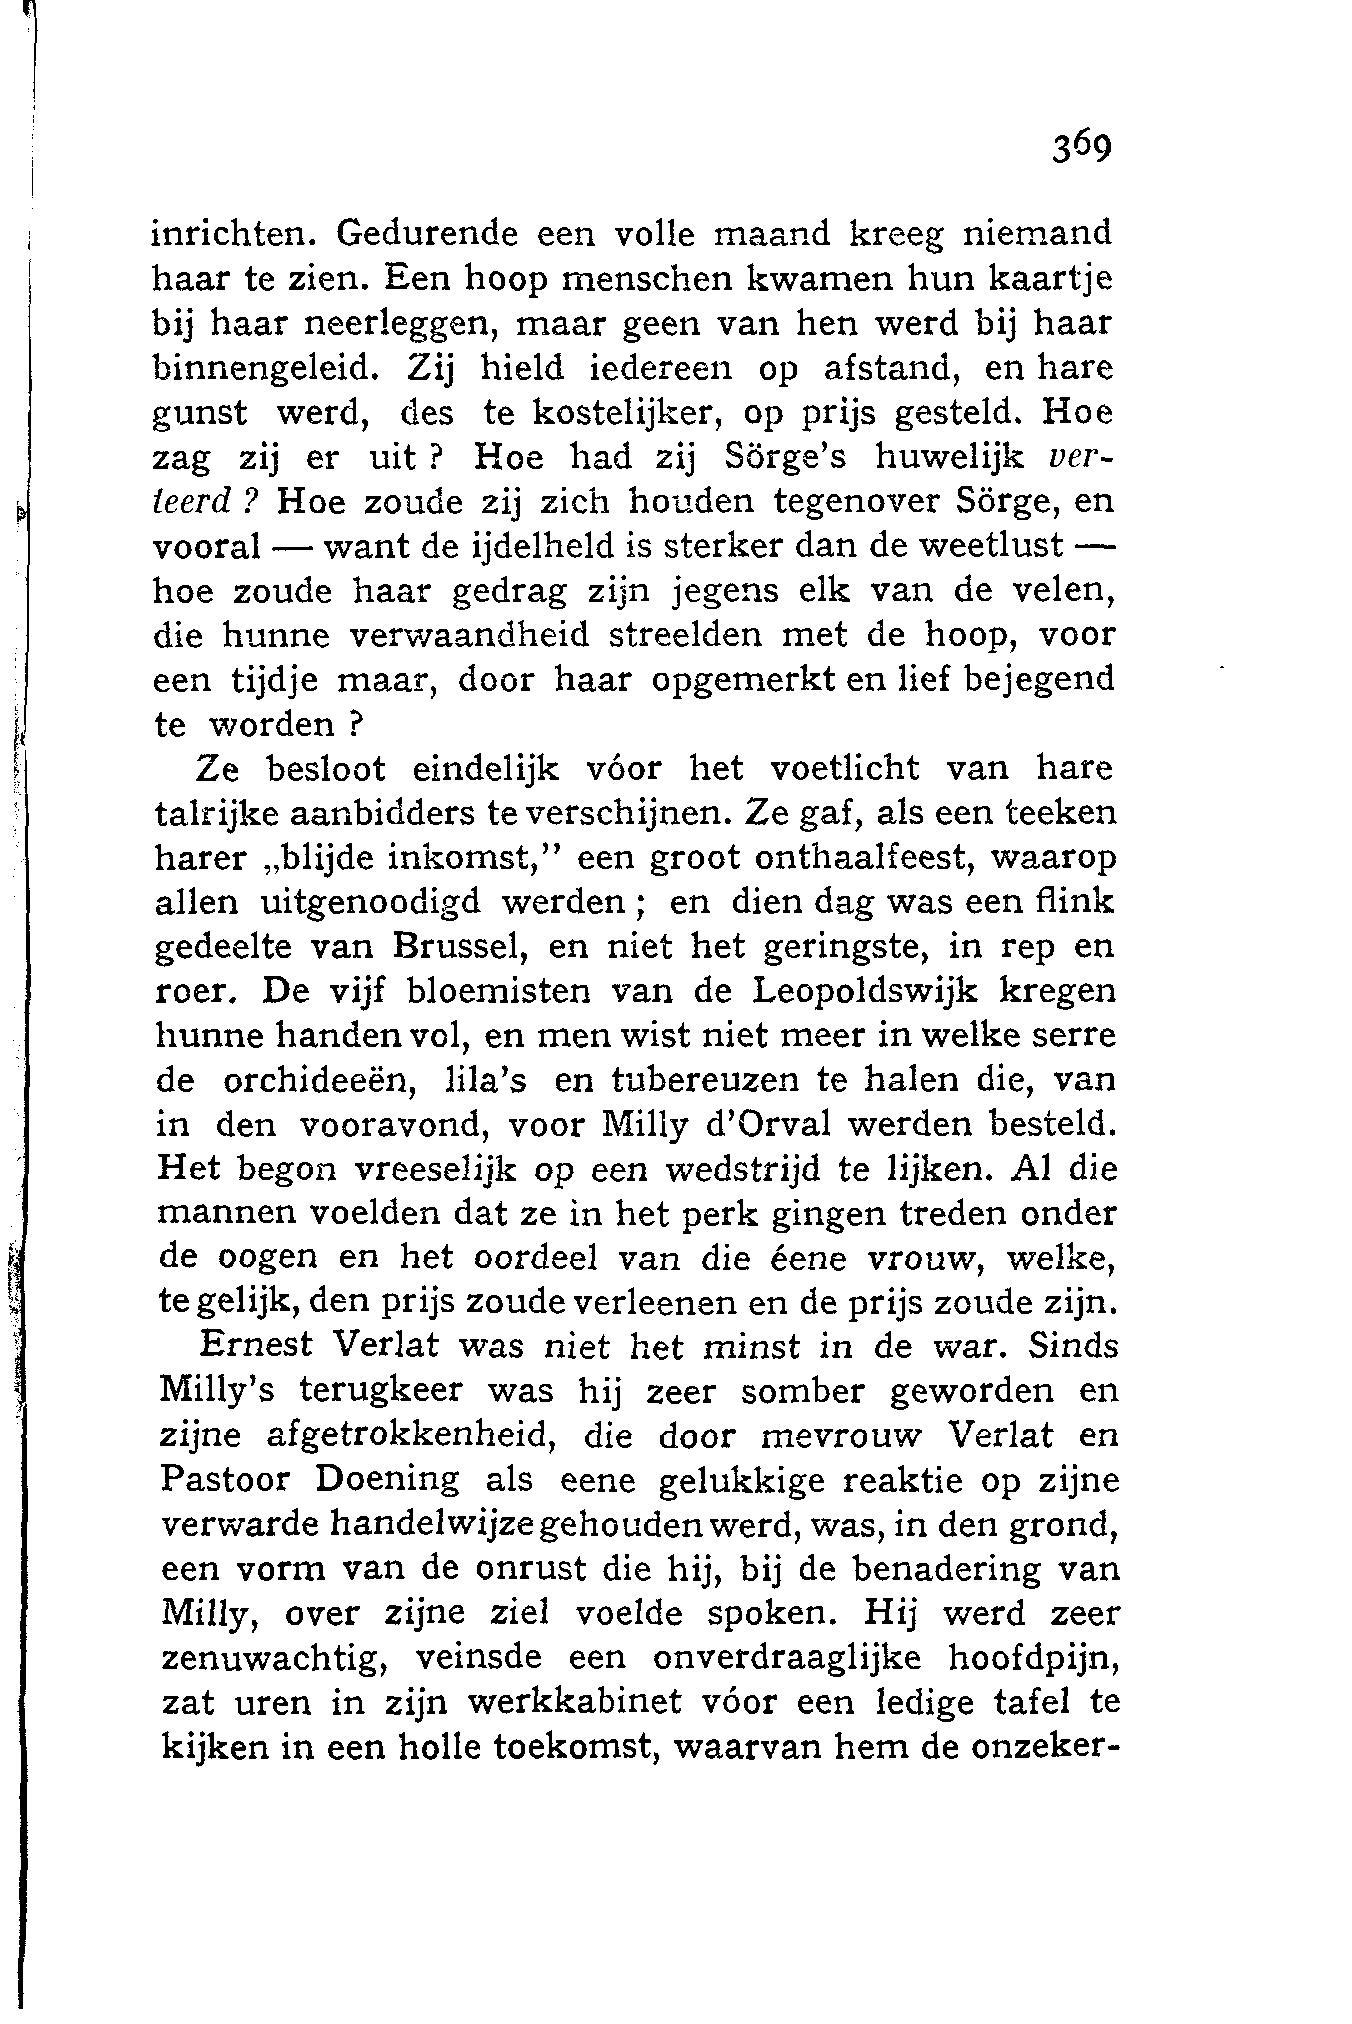 369
inrichten. Gedurende een volle maand kreeg niemand
haar te zien. Een hoop menschen kwamen hun kaartje
bij haar neerleggen, maar geen van hen werd bij haar
binnengeleid. Zij hield iedereen op afstand, en hare
gunst werd, des te kostelijker, op prijs gesteld. Hoe
zag zij er uit ? Hoe had zij Sörge's huwelijk ver-
teerd ? Hoe zoude zij zich houden tegenover Sörge, en
vooral — want de ijdelheld is sterker dan de weetlust —
hoe zoude haar gedrag zijn jegens elk van de velen,
die hunne verwaandheid streelden met de hoop, voor
een tijdje maar, door haar opgemerkt en lief bejegend
te worden ?
Ze besloot eindelijk vóor het voetlicht van hare
talrijke aanbidders te verschijnen. Ze gaf, als een teeken
harer „blijde inkomst,” een groot onthaalfeest, waarop
allen uitgenoodigd werden ; en dien dag was een flink
gedeelte van Brussel, en niet het geringste, in rep en
roer. De vijf bloemisten van de Leopoldswijk kregen
hunne handen vol, en men wist niet meer in welke serre
de orchideeën, lila's en tubereuzen te halen die, van
in den vooravond, voor Milly d'Orval werden besteld.
Het begon vreeselijk op een wedstrijd te lijken. Al die
mannen voelden dat ze in het perk gingen treden onder
de oogen en het oordeel van die éene vrouw, welke,
te gelijk, den prijs zoude verleenen en de prijs zoude zijn.
Ernest Verlat was niet het minst in de war. Sinds
Milly's terugkeer was hij zeer somber geworden en
zijne afgetrokkenheid, die door mevrouw Verlat en
Pastoor Doening als eene gelukkige reaktie op zijne
verwarde handelwijze gehouden werd, was, in den grond,
een vorm van de onrust die hij, bij de benadering van
Milly, over zijne ziel voelde spoken. Hij werd zeer
zenuwachtig, veinsde een onverdraaglijke hoofdpijn,
zat uren in zijn werkkabinet vóor een ledige tafel te
kijken in een holle toekomst, waarvan hem de onzeker-